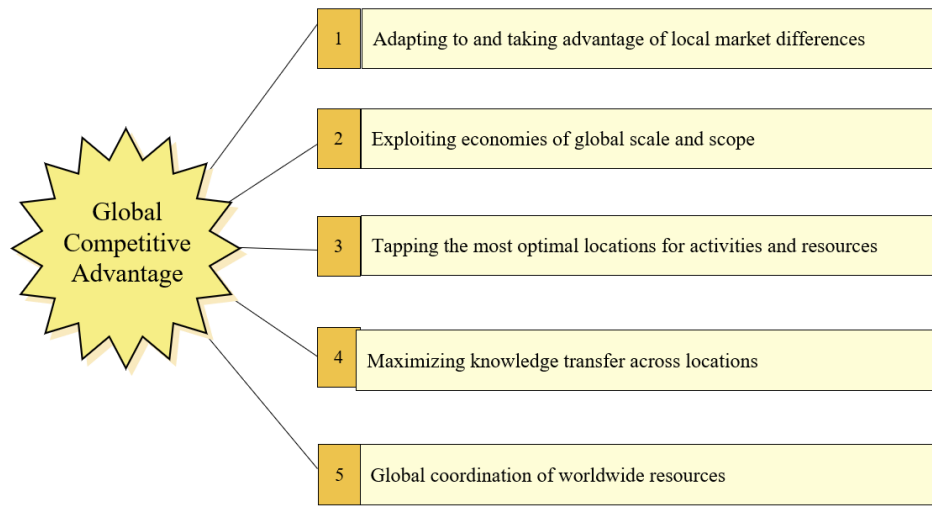 1 Adapting to and taking advantage of local market differences
2 Exploiting economies of global scale and scope
Global
Competitive
Advantage
3 Tapping the most optimal locations for activities and resources
4 Maximizing knowledge transfer across locations
5 Global coordination of worldwide resources